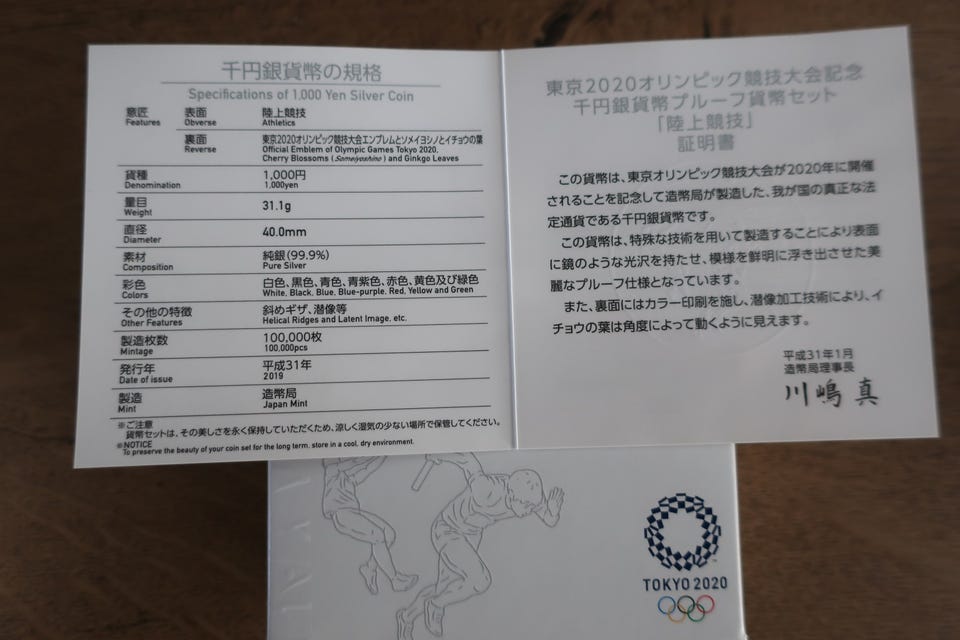 千円銀貨幣の規格
Specifications of 1,000 Yen Silver Coin
意匠 表面 陸上競技
Features Obverse Athletics
裏面 東京2020オリンピック競技大会エンブレムとソメイヨシノとイチョウの葉
Reverse Official Emblem of Olympic Games Tokyo 2020,
Cherry Blossoms (Someiyoshino) and Ginkgo Leaves
貨種 1,000円
Denomination 1,000yen
量目 31.1g
Weight
直径 40.0mm
Diameter
素材 純銀(99.9%)
Composition Pure Silver
彩色 白色、黒色、青色、青紫色、赤色、黄色及び緑色
Colors White, Black, Blue, Blue-purple, Red, Yellow and Green
その他の特徴 斜めギザ、潜像等
Other Features Helical Ridges and Latent Image, etc.
製造枚数 100,000枚
Mintage 100,000pcs
発行年 平成31年
Date of issue 2019
製造 造幣局
Mint Japan Mint
※ご注意
貨幣セットは、その美しさを永く保持していただくため、涼しく湿気の少ない場所で保管してください。
※NOTICE
To preserve the beauty of your coin set for the long term, store in a cool, dry environment.
東京2020オリンピック競技大会記念
千円銀貨幣プルーフ貨幣セット
「陸上競技」
証明書
この貨幣は、東京オリンピック競技大会が2020年に開催
されることを記念して造幣局が製造した、我が国の真正な法
定通貨である千円銀貨幣です。
この貨幣は、特殊な技術を用いて製造することにより表面
に鏡のような光沢を持たせ、模様を鮮明に浮き出させた美
麗なプルーフ仕様となっています。
また、裏面にはカラー印刷を施し、潜像加工技術により、イ
チョウの葉は角度によって動くように見えます。
平成31年1月
造幣局理事長
川嶋 真
TOKYO 2020